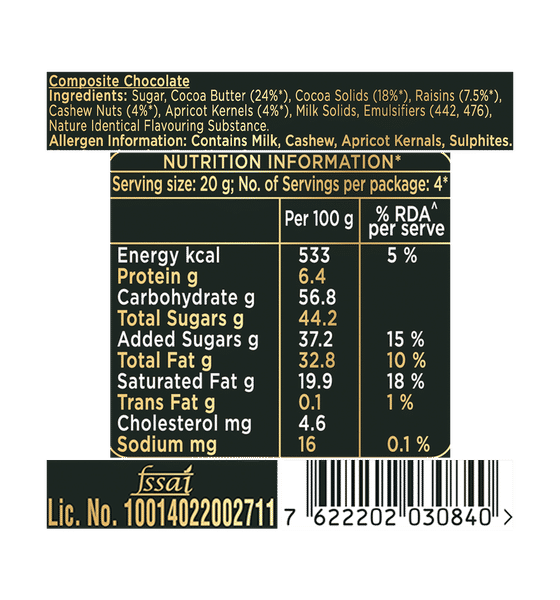 Composite Chocolate
Ingredients: Sugar, Cocoa Butter (24%*), Cocoa Solids (18%*), Raisins (7.5%*),
Cashew Nuts (4%*), Apricot Kernels (4%*), Milk Solids, Emulsifiers (442, 476),
Nature Identical Flavouring Substance.
Allergen Information: Contains Milk, Cashew, Apricot Kernals, Sulphites.
NUTRITION INFORMATION*
Serving size: 20 g; No. of Servings per package: 4*
Per 100 g % RDA^ per serve
Energy kcal 533 5 %
Protein g 6.4
Carbohydrate g 56.8
Total Sugars g 44.2
Added Sugars g 37.2 15 %
Total Fat g 32.8 10 %
Saturated Fat g 19.9 18 %
Trans Fat g 0.1 1 %
Cholesterol mg 4.6
Sodium mg 16 0.1 %
fssai
Lic. No. 10014022002711
7 622202 030840 >